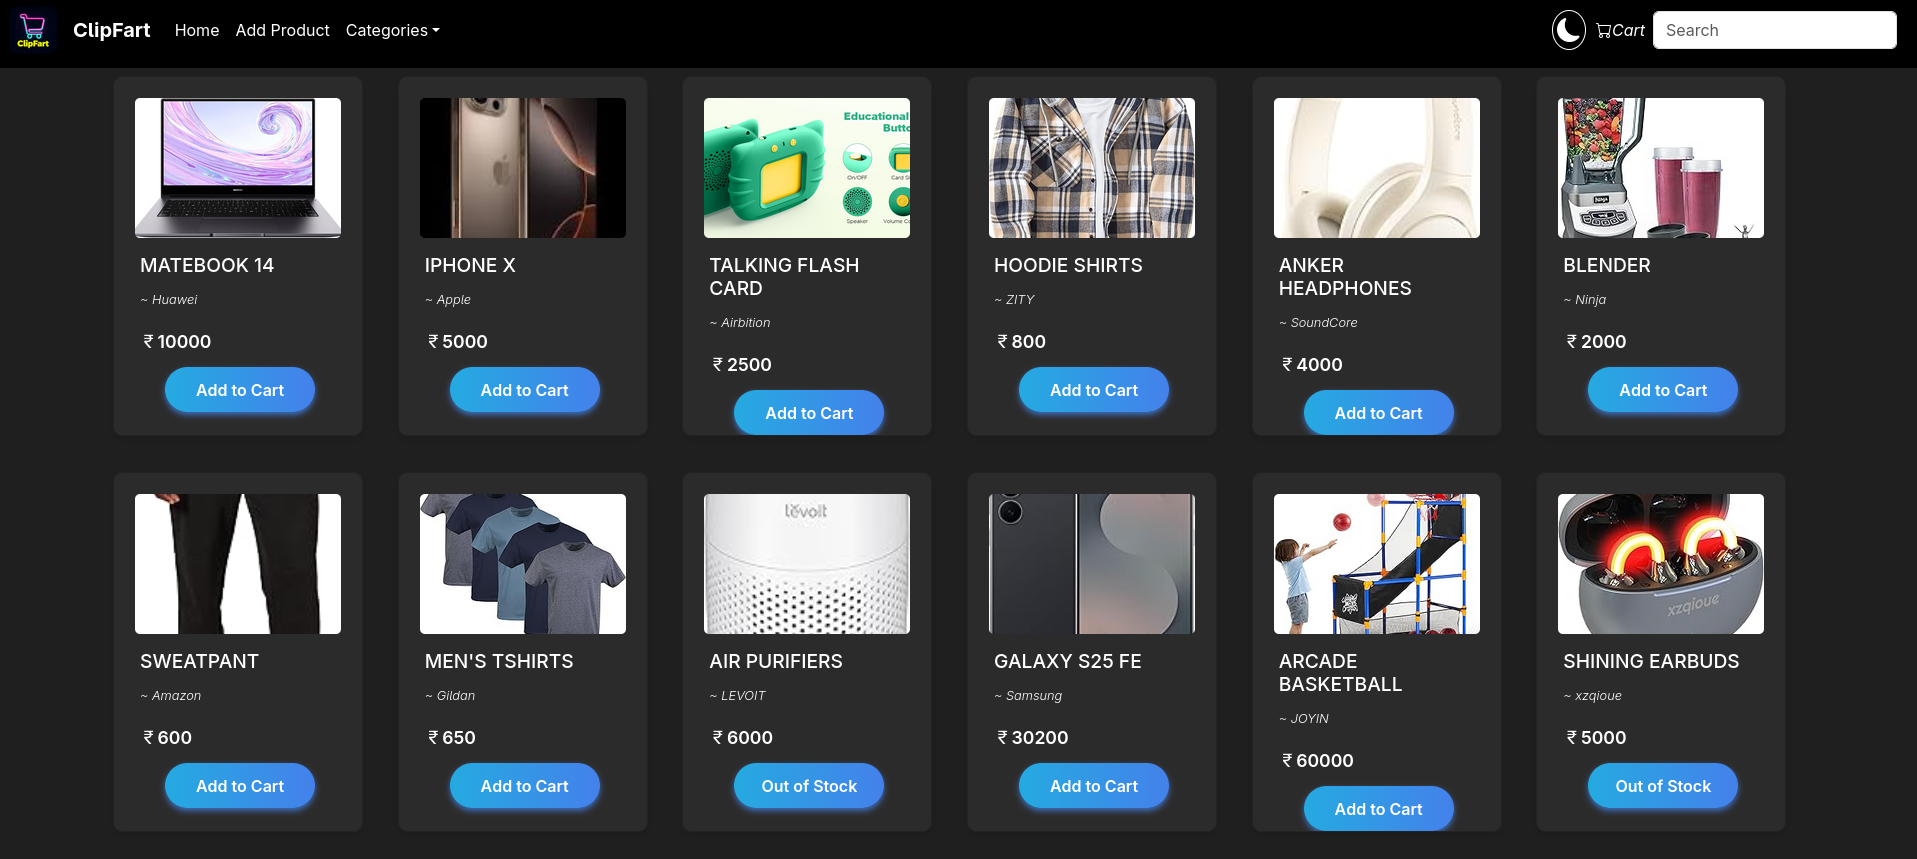 ClipFart
ClipFart
Home
Add Product
Categories
Cart
Search
Educational
Butto
On/OFF
Card Sl
Speaker
Volume Co
Ninja
MATEBOOK 14
~ Huawei
₹ 10000
Add to Cart
IPHONE X
~ Apple
₹ 5000
Add to Cart
TALKING FLASH
CARD
~ Airbition
₹ 2500
Add to Cart
HOODIE SHIRTS
~ ZITY
₹ 800
Add to Cart
ANKER
HEADPHONES
~ SoundCore
₹ 4000
Add to Cart
BLENDER
~ Ninja
₹ 2000
Add to Cart
levoit
xzqioue
SWEATPANT
~ Amazon
₹ 600
Add to Cart
MEN'S TSHIRTS
~ Gildan
₹ 650
Add to Cart
AIR PURIFIERS
~ LEVOIT
₹ 6000
Out of Stock
GALAXY S25 FE
~ Samsung
₹ 30200
Add to Cart
ARCADE
BASKETBALL
~ JOYIN
₹ 60000
Add to Cart
SHINING EARBUDS
~ xzqioue
₹ 5000
Out of Stock